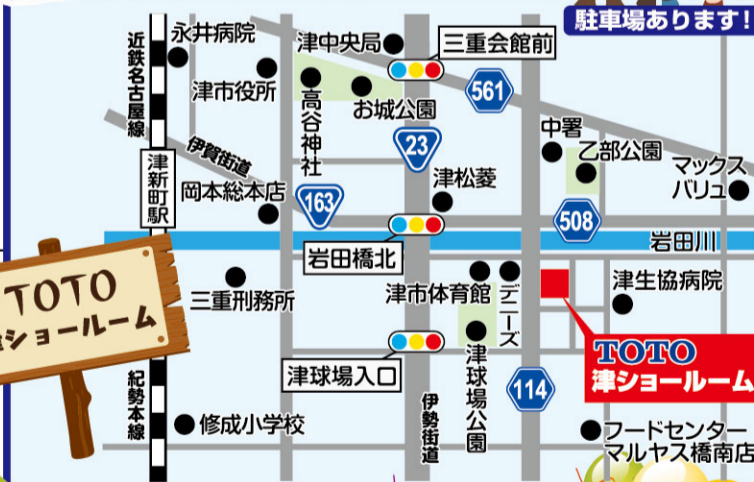 駐車場あります!
永井病院
津中央局
三重会館前
近鉄名古屋線
津市役所
高谷神社
お城公園
561
23
中署
乙部公園
マックス
バリュ
伊賀街道
津新町駅
岡本総本店
163
津松菱
508
岩田橋北
岩田川
TOTO
ショールーム
三重刑務所
津市体育館
デニーズ
津生協病院
TOTO
津ショールーム
津球場入口
津球場公園
114
紀勢本線
修成小学校
伊勢街道
フードセンター
マルヤス橋南店